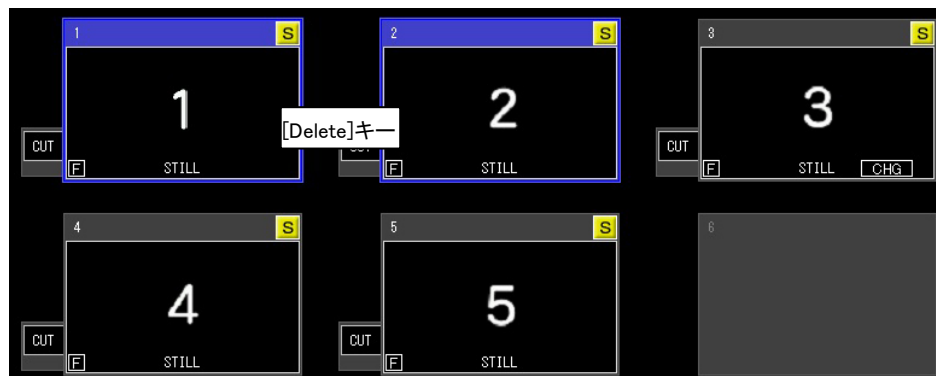 1 S 2 S 3 S
1 2 3
[Delete]キー
CUT CUT
F STILL F STILL F STILL CHG
4 S 5 S 6
4 5
CUT CUT
F STILL F STILL